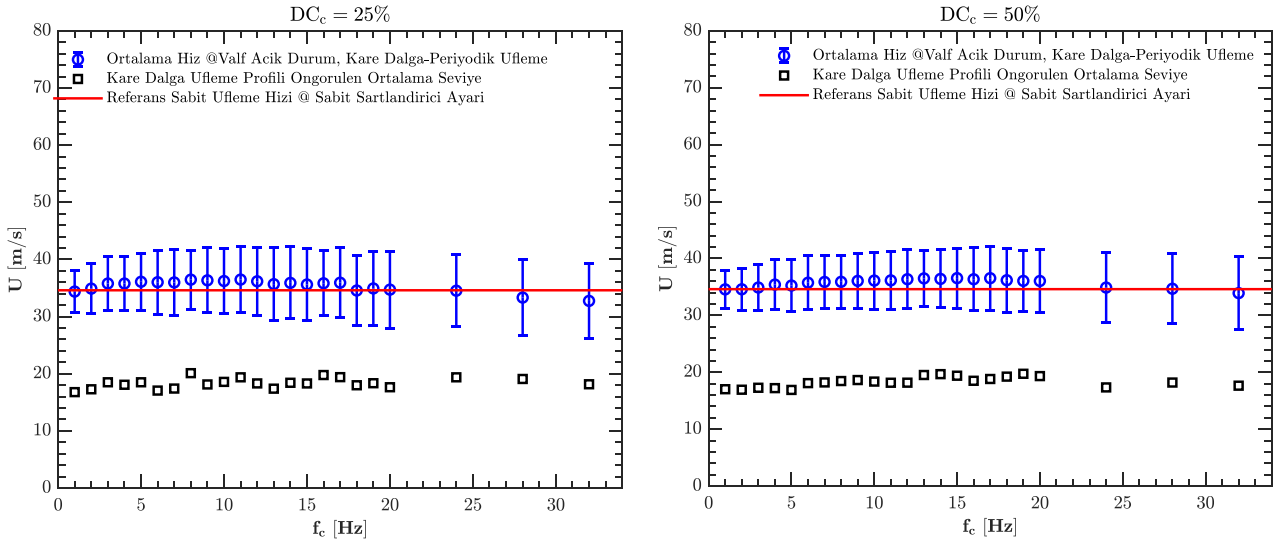 DC_c = 25%
80
70
60
50
40
30
20
10
0
U [m/s]
Ortalama Hiz @Valf Acik Durum, Kare Dalga-Periyodik Ufleme
Kare Dalga Ufleme Profili Ongorulen Ortalama Seviye
Referans Sabit Ufleme Hizi @ Sabit Sartlandirici Ayari
0 5 10 15 20 25 30
f_c [Hz]
DC_c = 50%
80
70
60
50
40
30
20
10
0
U [m/s]
Ortalama Hiz @Valf Acik Durum, Kare Dalga-Periyodik Ufleme
Kare Dalga Ufleme Profili Ongorulen Ortalama Seviye
Referans Sabit Ufleme Hizi @ Sabit Sartlandirici Ayari
0 5 10 15 20 25 30
f_c [Hz]